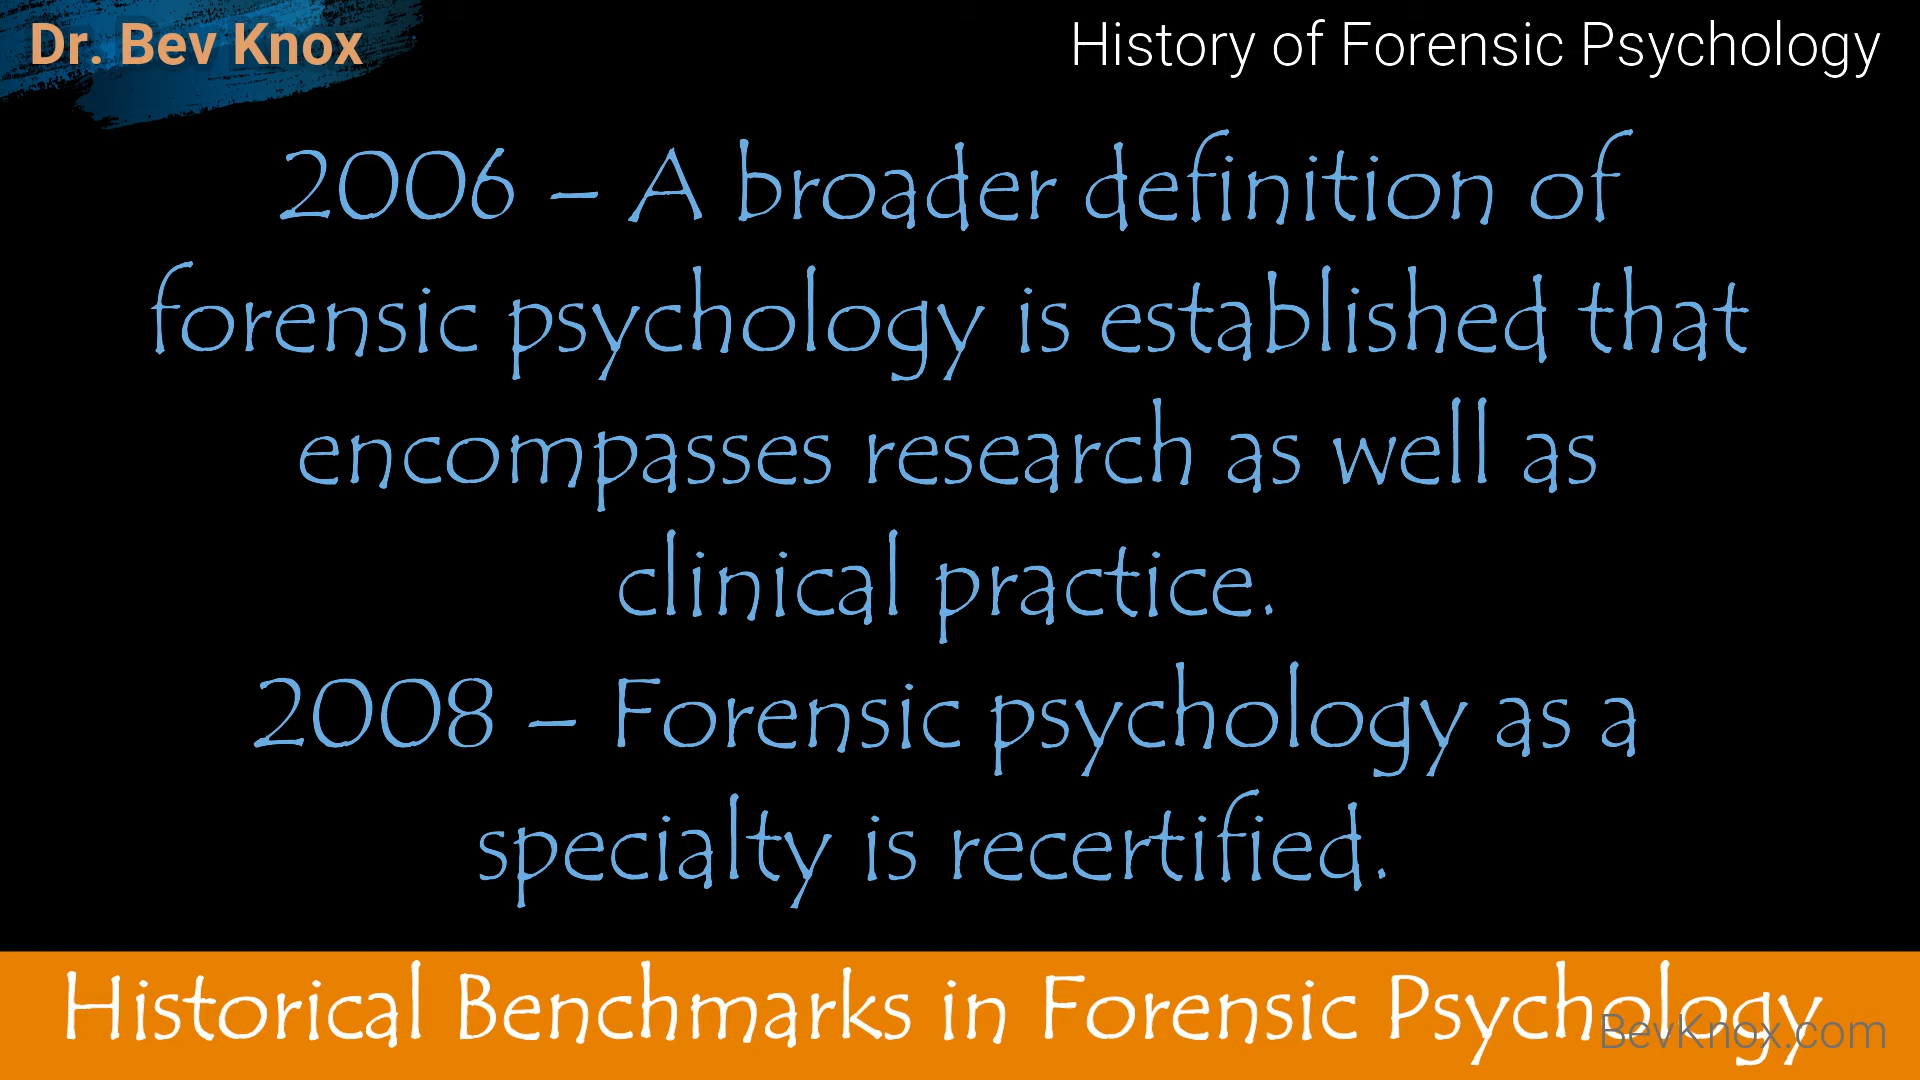 Dr. Bev Knox
History of Forensic Psychology
2006 – A broader definition of
forensic psychology is established that
encompasses research as well as
clinical practice.
2008 – Forensic psychology as a
specialty is recertified.
Historical Benchmarks in Forensic Psychology
BevKnox.com